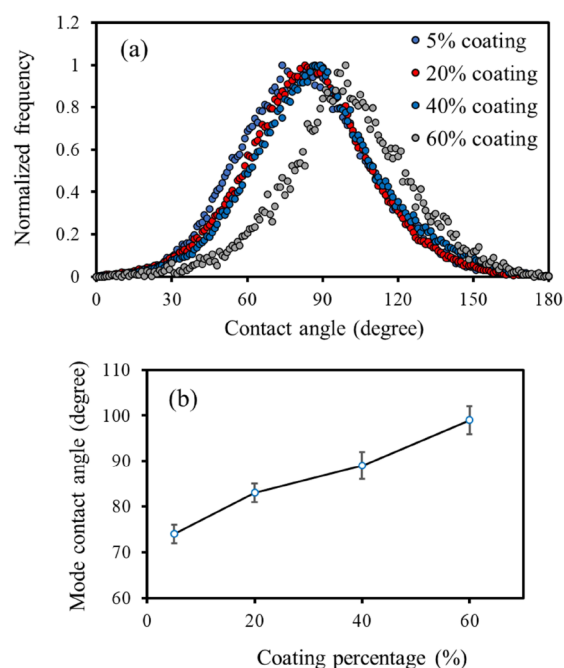 (a)
5% coating
20% coating
40% coating
60% coating
Normalized frequency
1.2
1
0.8
0.6
0.4
0.2
0
0 30 60 90 120 150 180
Contact angle (degree)
(b)
Mode contact angle (degree)
110
100
90
80
70
60
0 20 40 60
Coating percentage (%)